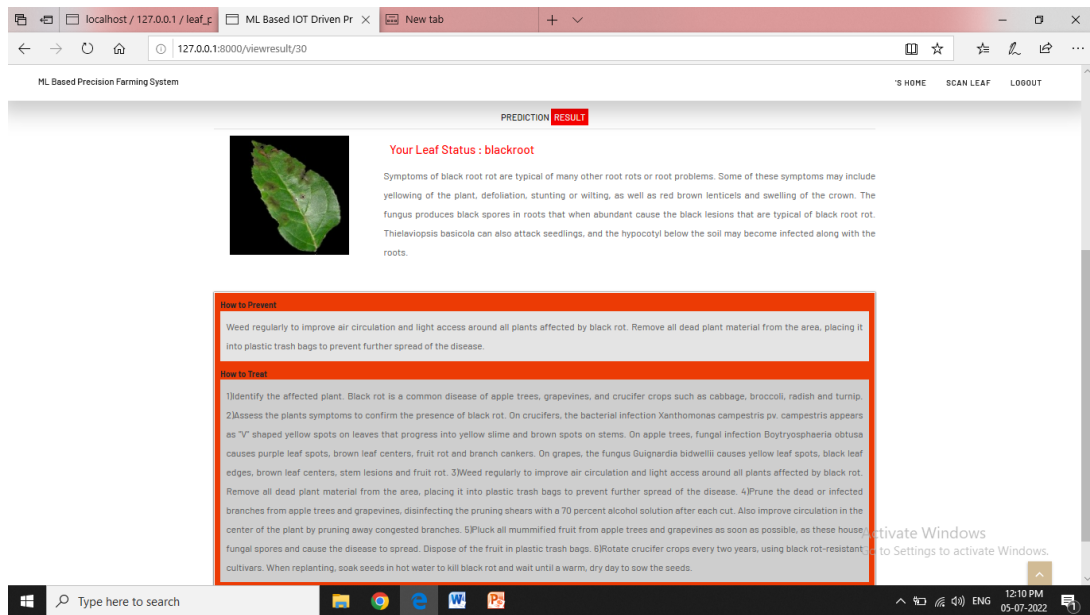 localhost / 127.0.0.1 / leaf_p
ML Based IOT Driven Pr
New tab
127.0.0.1:8000/viewresult/30
ML Based Precision Farming System
'S HOME SCAN LEAF LOGOUT
PREDICTION RESULT
Your Leaf Status : blackroot
Symptoms of black root rot are typical of many other root rots or root problems. Some of these symptoms may include
yellowing of the plant, defoliation, stunting or wilting, as well as red brown lenticels and swelling of the crown. The
fungus produces black spores in roots that when abundant cause the black lesions that are typical of black root rot.
Thielaviopsis basicola can also attack seedlings, and the hypocotyl below the soil may become infected along with the
roots.
How to Prevent
Weed regularly to improve air circulation and light access around all plants affected by black rot. Remove all dead plant material from the area, placing it
into plastic trash bags to prevent further spread of the disease.
How to Treat
1)Identify the affected plant. Black rot is a common disease of apple trees, grapevines, and crucifer crops such as cabbage, broccoli, radish and turnip.
2)Assess the plants symptoms to confirm the presence of black rot. On crucifers, the bacterial infection Xanthomonas campestris pv. campestris appears
as "V" shaped yellow spots on leaves that progress into yellow slime and brown spots on stems. On apple trees, fungal infection Boytryosphaeria obtusa
causes purple leaf spots, brown leaf centers, fruit rot and branch cankers. On grapes, the fungus Guignardia bidwellii causes yellow leaf spots, black leaf
edges, brown leaf centers, stem lesions and fruit rot. 3)Weed regularly to improve air circulation and light access around all plants affected by black rot.
Remove all dead plant material from the area, placing it into plastic trash bags to prevent further spread of the disease. 4)Prune the dead or infected
branches from apple trees and grapevines, disinfecting the pruning shears with a 70 percent alcohol solution after each cut. Also improve circulation in the
center of the plant by pruning away congested branches. 5)Pluck all mummified fruit from apple trees and grapevines as soon as possible, as these house
fungal spores and cause the disease to spread. Dispose of the fruit in plastic trash bags. 6)Rotate crucifer crops every two years, using black rot-resistant
cultivars. When replanting, soak seeds in hot water to kill black rot and wait until a warm, dry day to sow the seeds.
Activate Windows
Go to Settings to activate Windows.
Type here to search
ENG
12:10 PM
05-07-2022